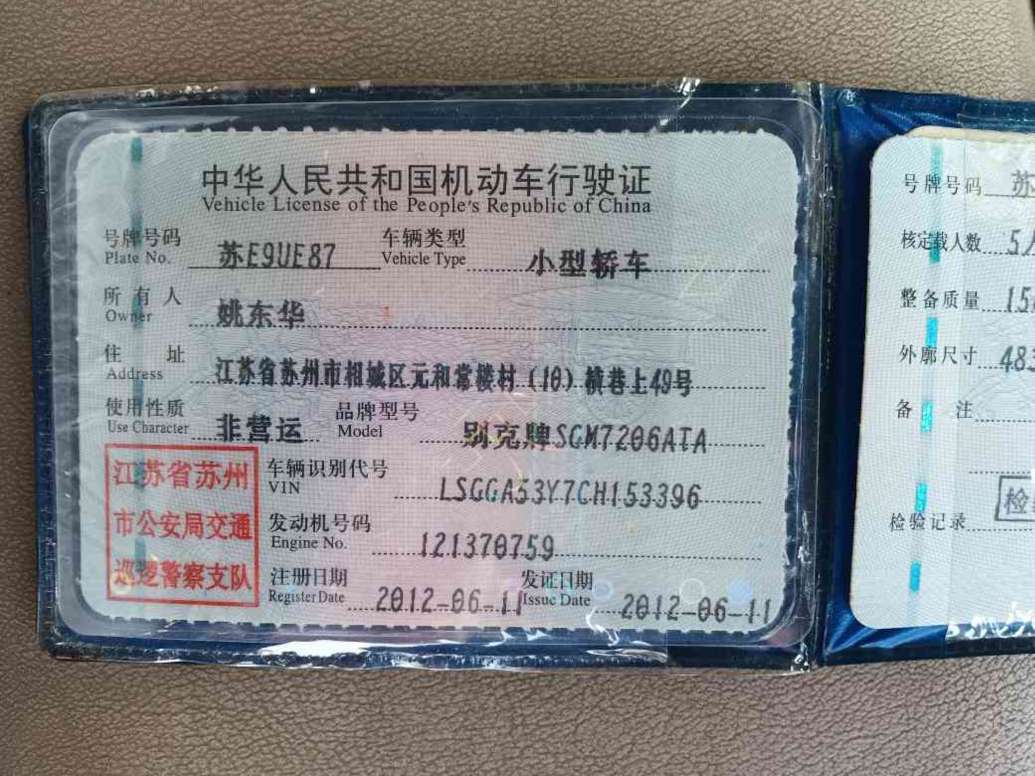 中华人民共和国机动车行驶证
Vehicle License of the People's Republic of China
号牌号码 苏E9UE87 车辆类型 小型轿车
Plate No. Vehicle Type
所有人 姚东华
Owner
住址 江苏省苏州市相城区元和常楼村(10)横巷上49号
Address
使用性质 非营运 品牌型号 别克牌SGM7206ATA
Use Character Model
江苏省苏州
市公安局交通
巡逻警察支队
车辆识别代号 LSGGA53Y7CH153396
VIN
发动机号码 121370759
Engine No.
注册日期 2012-06-11 发证日期 2012-06-11
Register Date Issue Date
号牌号码 苏
核定载人数 5
整备质量 15
外廓尺寸 483
备注
检验记录 检